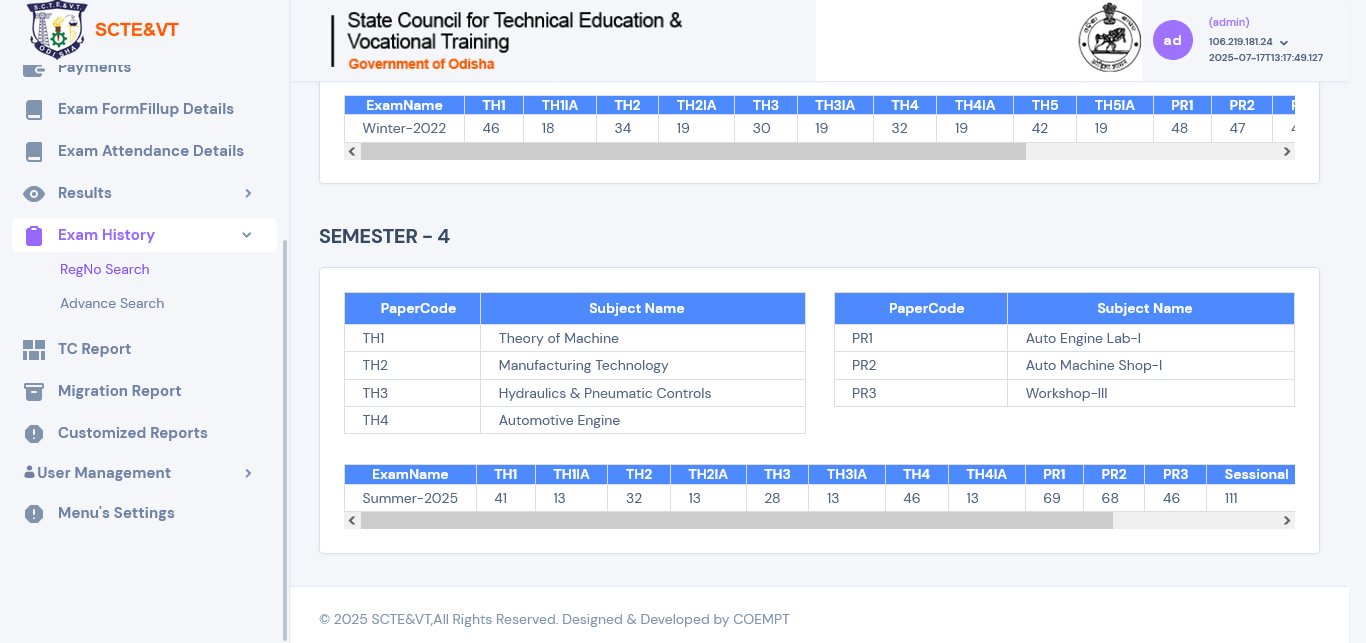 S.C.T.E.& V.T.
ODISHA
SCTE&VT
State Council for Technical Education &
Vocational Training
Government of Odisha
ad
(admin)
106.219.181.24
2025-07-17T13:17:49.127
Payments
Exam FormFillup Details
Exam Attendance Details
Results
Exam History
RegNo Search
Advance Search
TC Report
Migration Report
Customized Reports
User Management
Menu's Settings
ExamName TH1 TH1IA TH2 TH2IA TH3 TH3IA TH4 TH4IA TH5 TH5IA PR1 PR2
Winter-2022 46 18 34 19 30 19 32 19 42 19 48 47
SEMESTER - 4
PaperCode Subject Name
TH1 Theory of Machine
TH2 Manufacturing Technology
TH3 Hydraulics & Pneumatic Controls
TH4 Automotive Engine
PaperCode Subject Name
PR1 Auto Engine Lab-I
PR2 Auto Machine Shop-I
PR3 Workshop-III
ExamName TH1 TH1IA TH2 TH2IA TH3 TH3IA TH4 TH4IA PR1 PR2 PR3 Sessional
Summer-2025 41 13 32 13 28 13 46 13 69 68 46 111
© 2025 SCTE&VT,All Rights Reserved. Designed & Developed by COEMPT